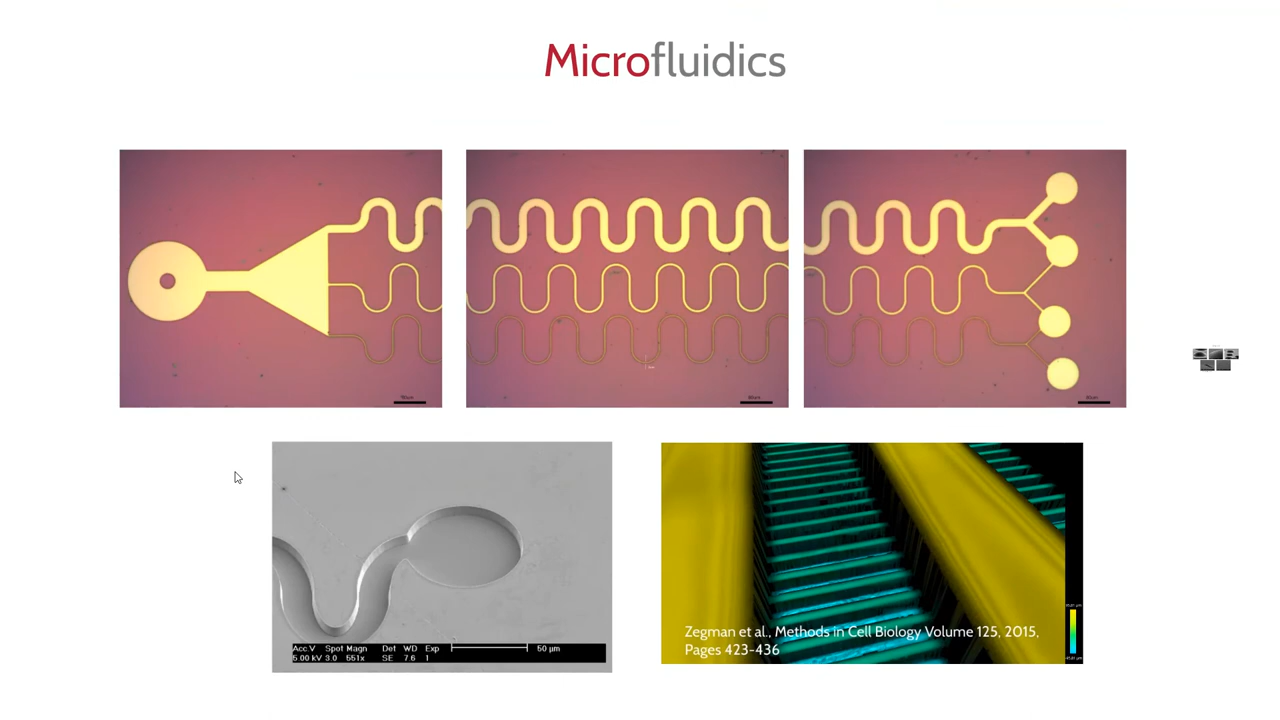 Microfluidics
Acc.V Spot Magn Det WD Exp 50 µm
5.00 kV 3.0 551x SE 7.6 1
Zegman et al., Methods in Cell Biology Volume 125, 2015,
Pages 423-436